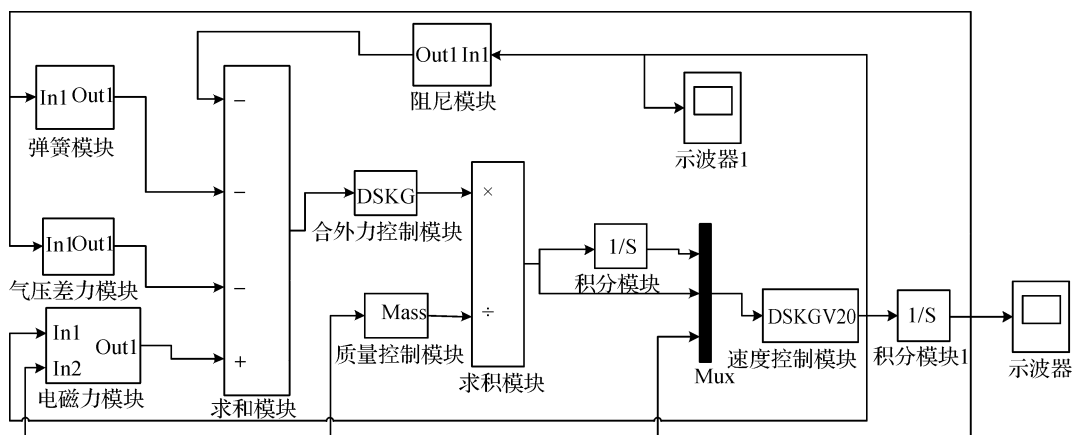 Out1 In1
阻尼模块
In1 Out1
弹簧模块
示波器1
−
−
−
+
求和模块
DSKG
合外力控制模块
×
÷
求积模块
In1 Out1
气压差力模块
1/S
积分模块
Mass
质量控制模块
In1
In2
Out1
电磁力模块
Mux
DSKGV20
速度控制模块
1/S
积分模块1
示波器